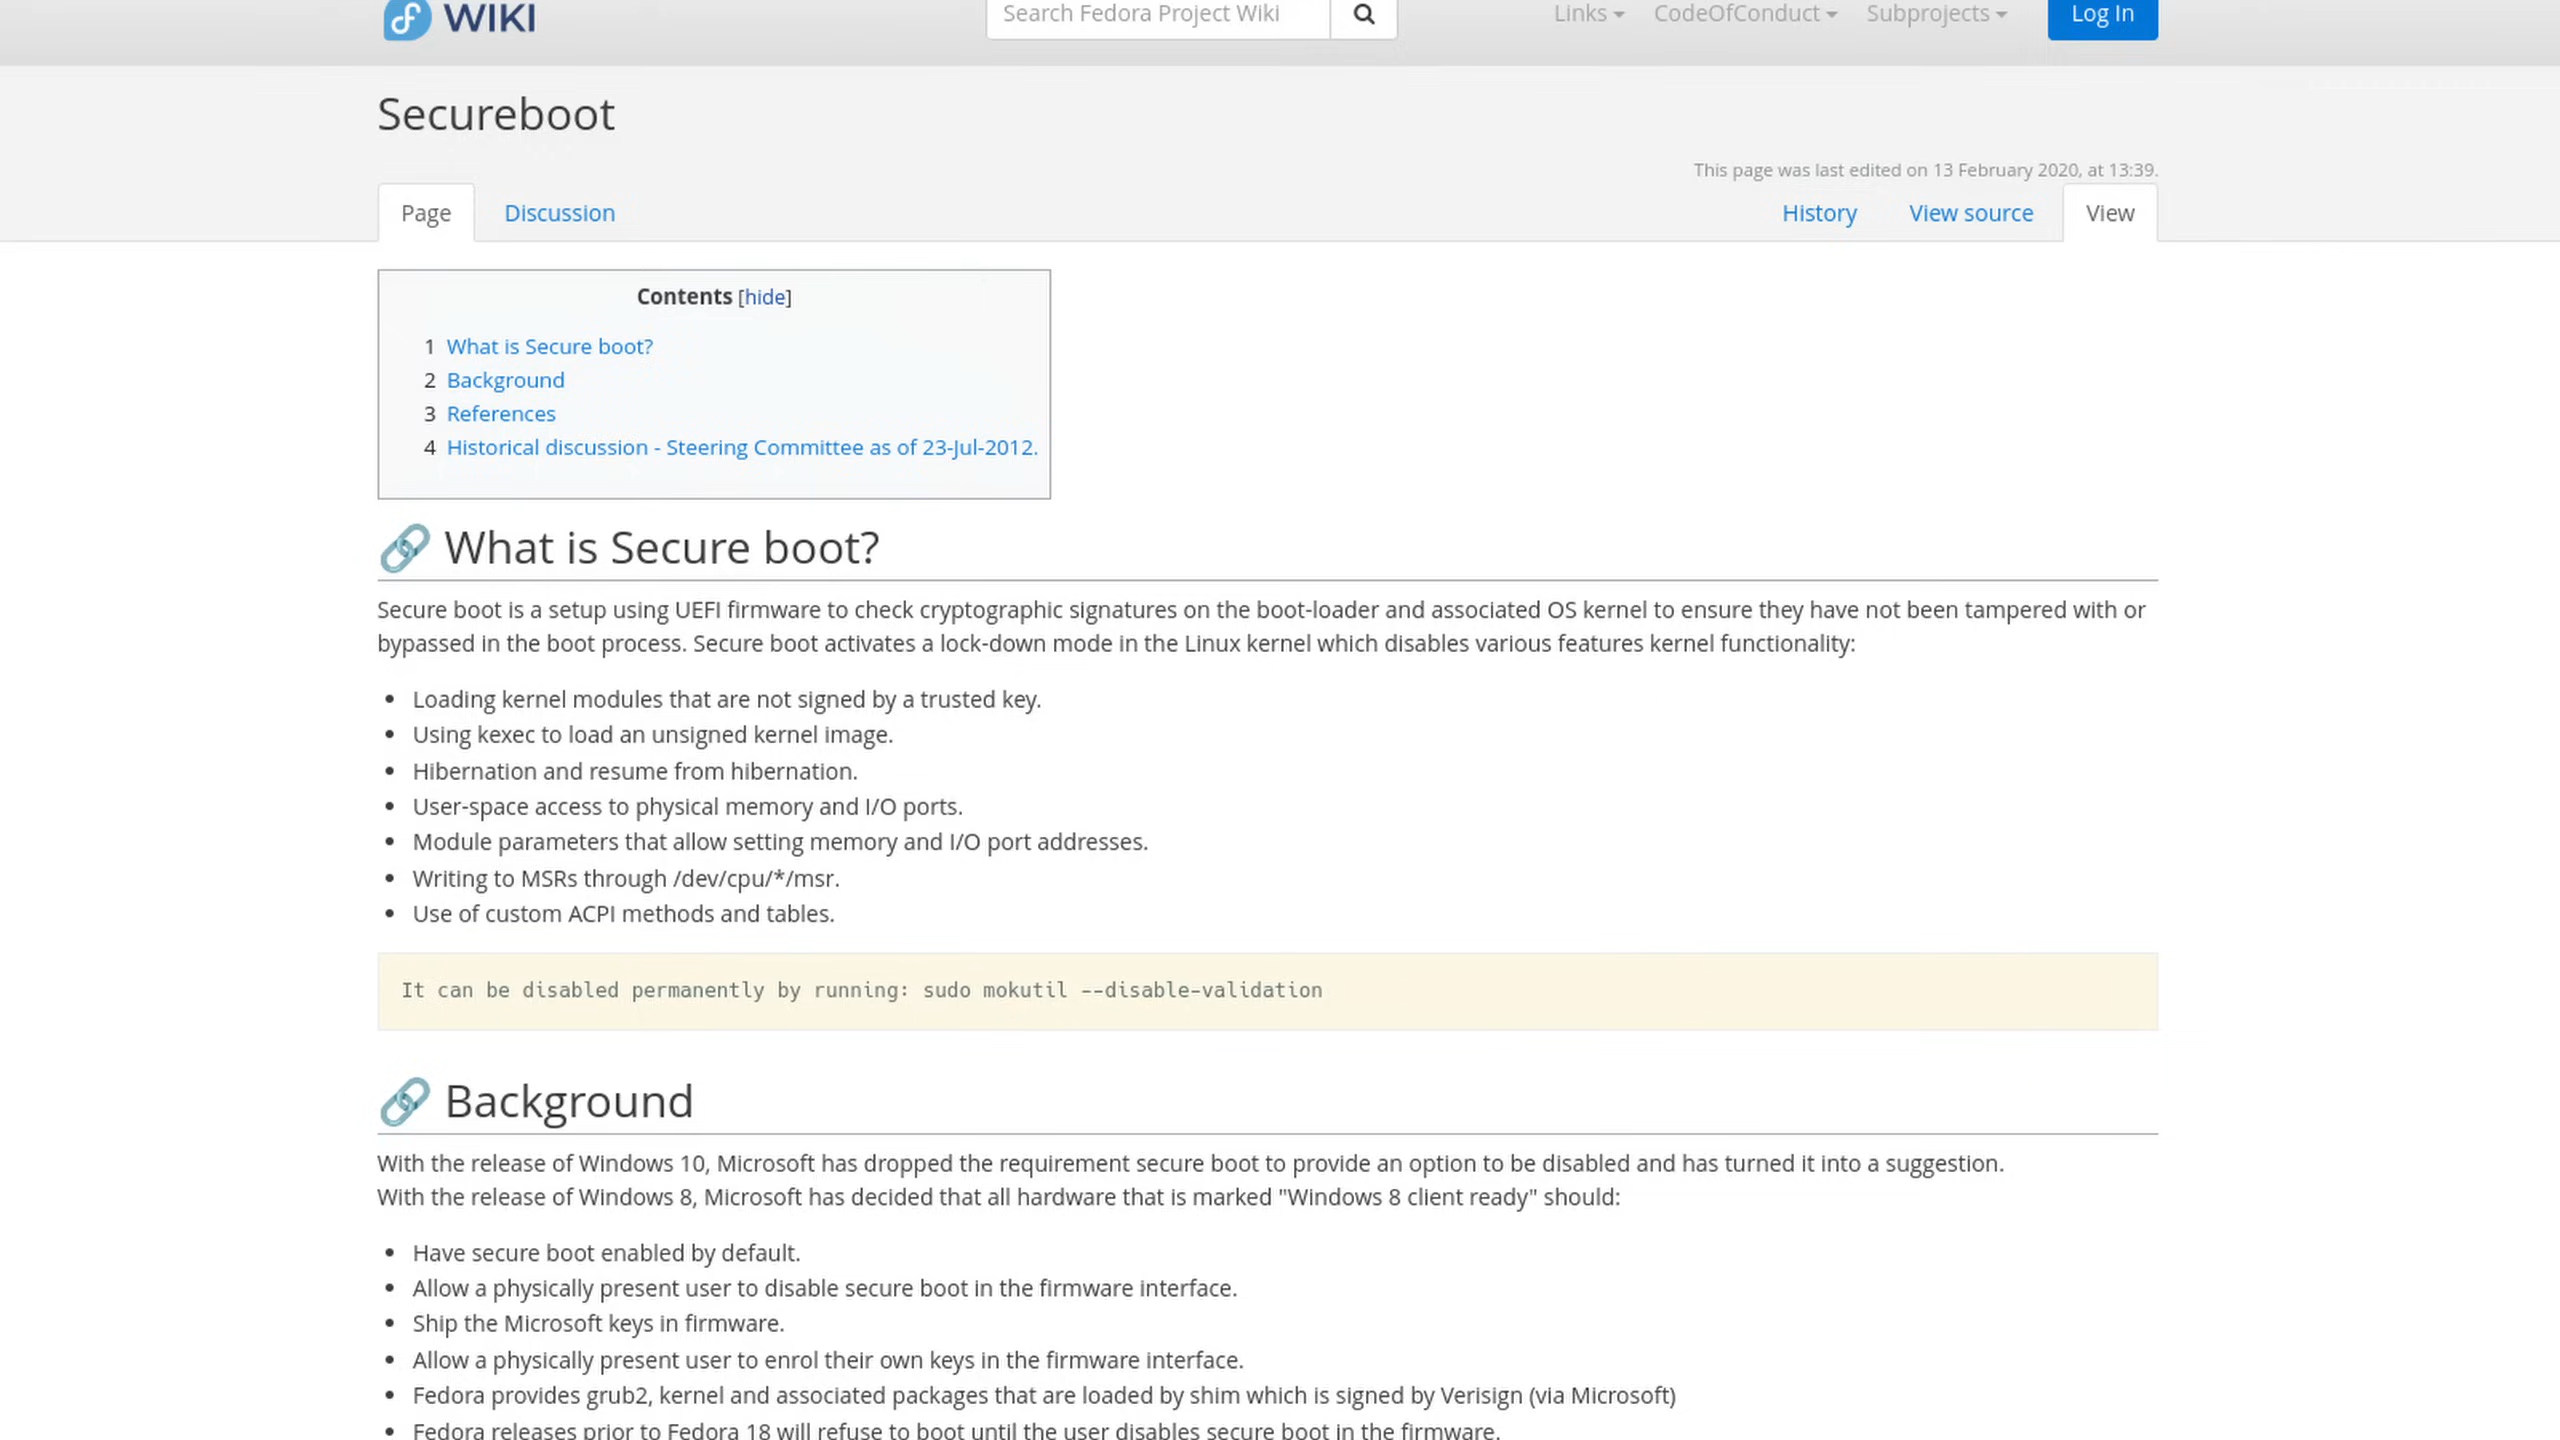 WIKI
Search Fedora Project Wiki
Links
CodeOfConduct
Subprojects
Log In
Secureboot
This page was last edited on 13 February 2020, at 13:39.
Page
Discussion
History
View source
View
Contents [hide]
1 What is Secure boot?
2 Background
3 References
4 Historical discussion - Steering Committee as of 23-Jul-2012.
What is Secure boot?
Secure boot is a setup using UEFI firmware to check cryptographic signatures on the boot-loader and associated OS kernel to ensure they have not been tampered with or
bypassed in the boot process. Secure boot activates a lock-down mode in the Linux kernel which disables various features kernel functionality:
• Loading kernel modules that are not signed by a trusted key.
• Using kexec to load an unsigned kernel image.
• Hibernation and resume from hibernation.
• User-space access to physical memory and I/O ports.
• Module parameters that allow setting memory and I/O port addresses.
• Writing to MSRs through /dev/cpu/*/msr.
• Use of custom ACPI methods and tables.
It can be disabled permanently by running: sudo mokutil --disable-validation
Background
With the release of Windows 10, Microsoft has dropped the requirement secure boot to provide an option to be disabled and has turned it into a suggestion.
With the release of Windows 8, Microsoft has decided that all hardware that is marked "Windows 8 client ready" should:
• Have secure boot enabled by default.
• Allow a physically present user to disable secure boot in the firmware interface.
• Ship the Microsoft keys in firmware.
• Allow a physically present user to enrol their own keys in the firmware interface.
• Fedora provides grub2, kernel and associated packages that are loaded by shim which is signed by Verisign (via Microsoft)
• Fedora releases prior to Fedora 18 will refuse to boot until the user disables secure boot in the firmware.